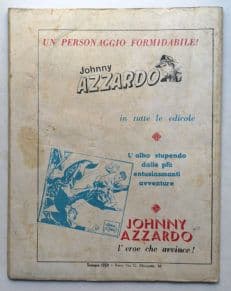 UN PERSONAGGIO FORMIDABILE!
Johnny
AZZARDO
in tutte le edicole
L'albo stupendo
dalle più
entusiasmanti
avventure
JOHNNY
AZZARDO
l'eroe che avvince!